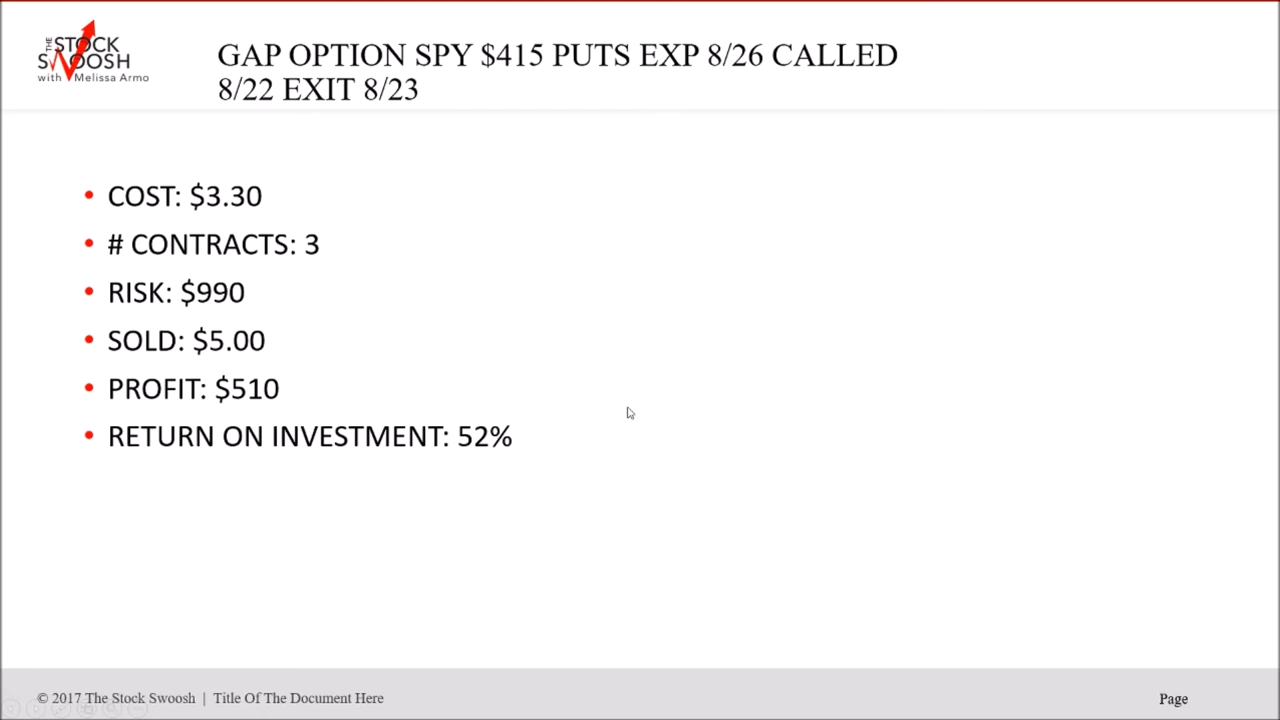 THE
STOCK
SWOOSH
with Melissa Armo
GAP OPTION SPY $415 PUTS EXP 8/26 CALLED
8/22 EXIT 8/23
• COST: $3.30
• # CONTRACTS: 3
• RISK: $990
• SOLD: $5.00
• PROFIT: $510
• RETURN ON INVESTMENT: 52%
© 2017 The Stock Swoosh | Title Of The Document Here
Page